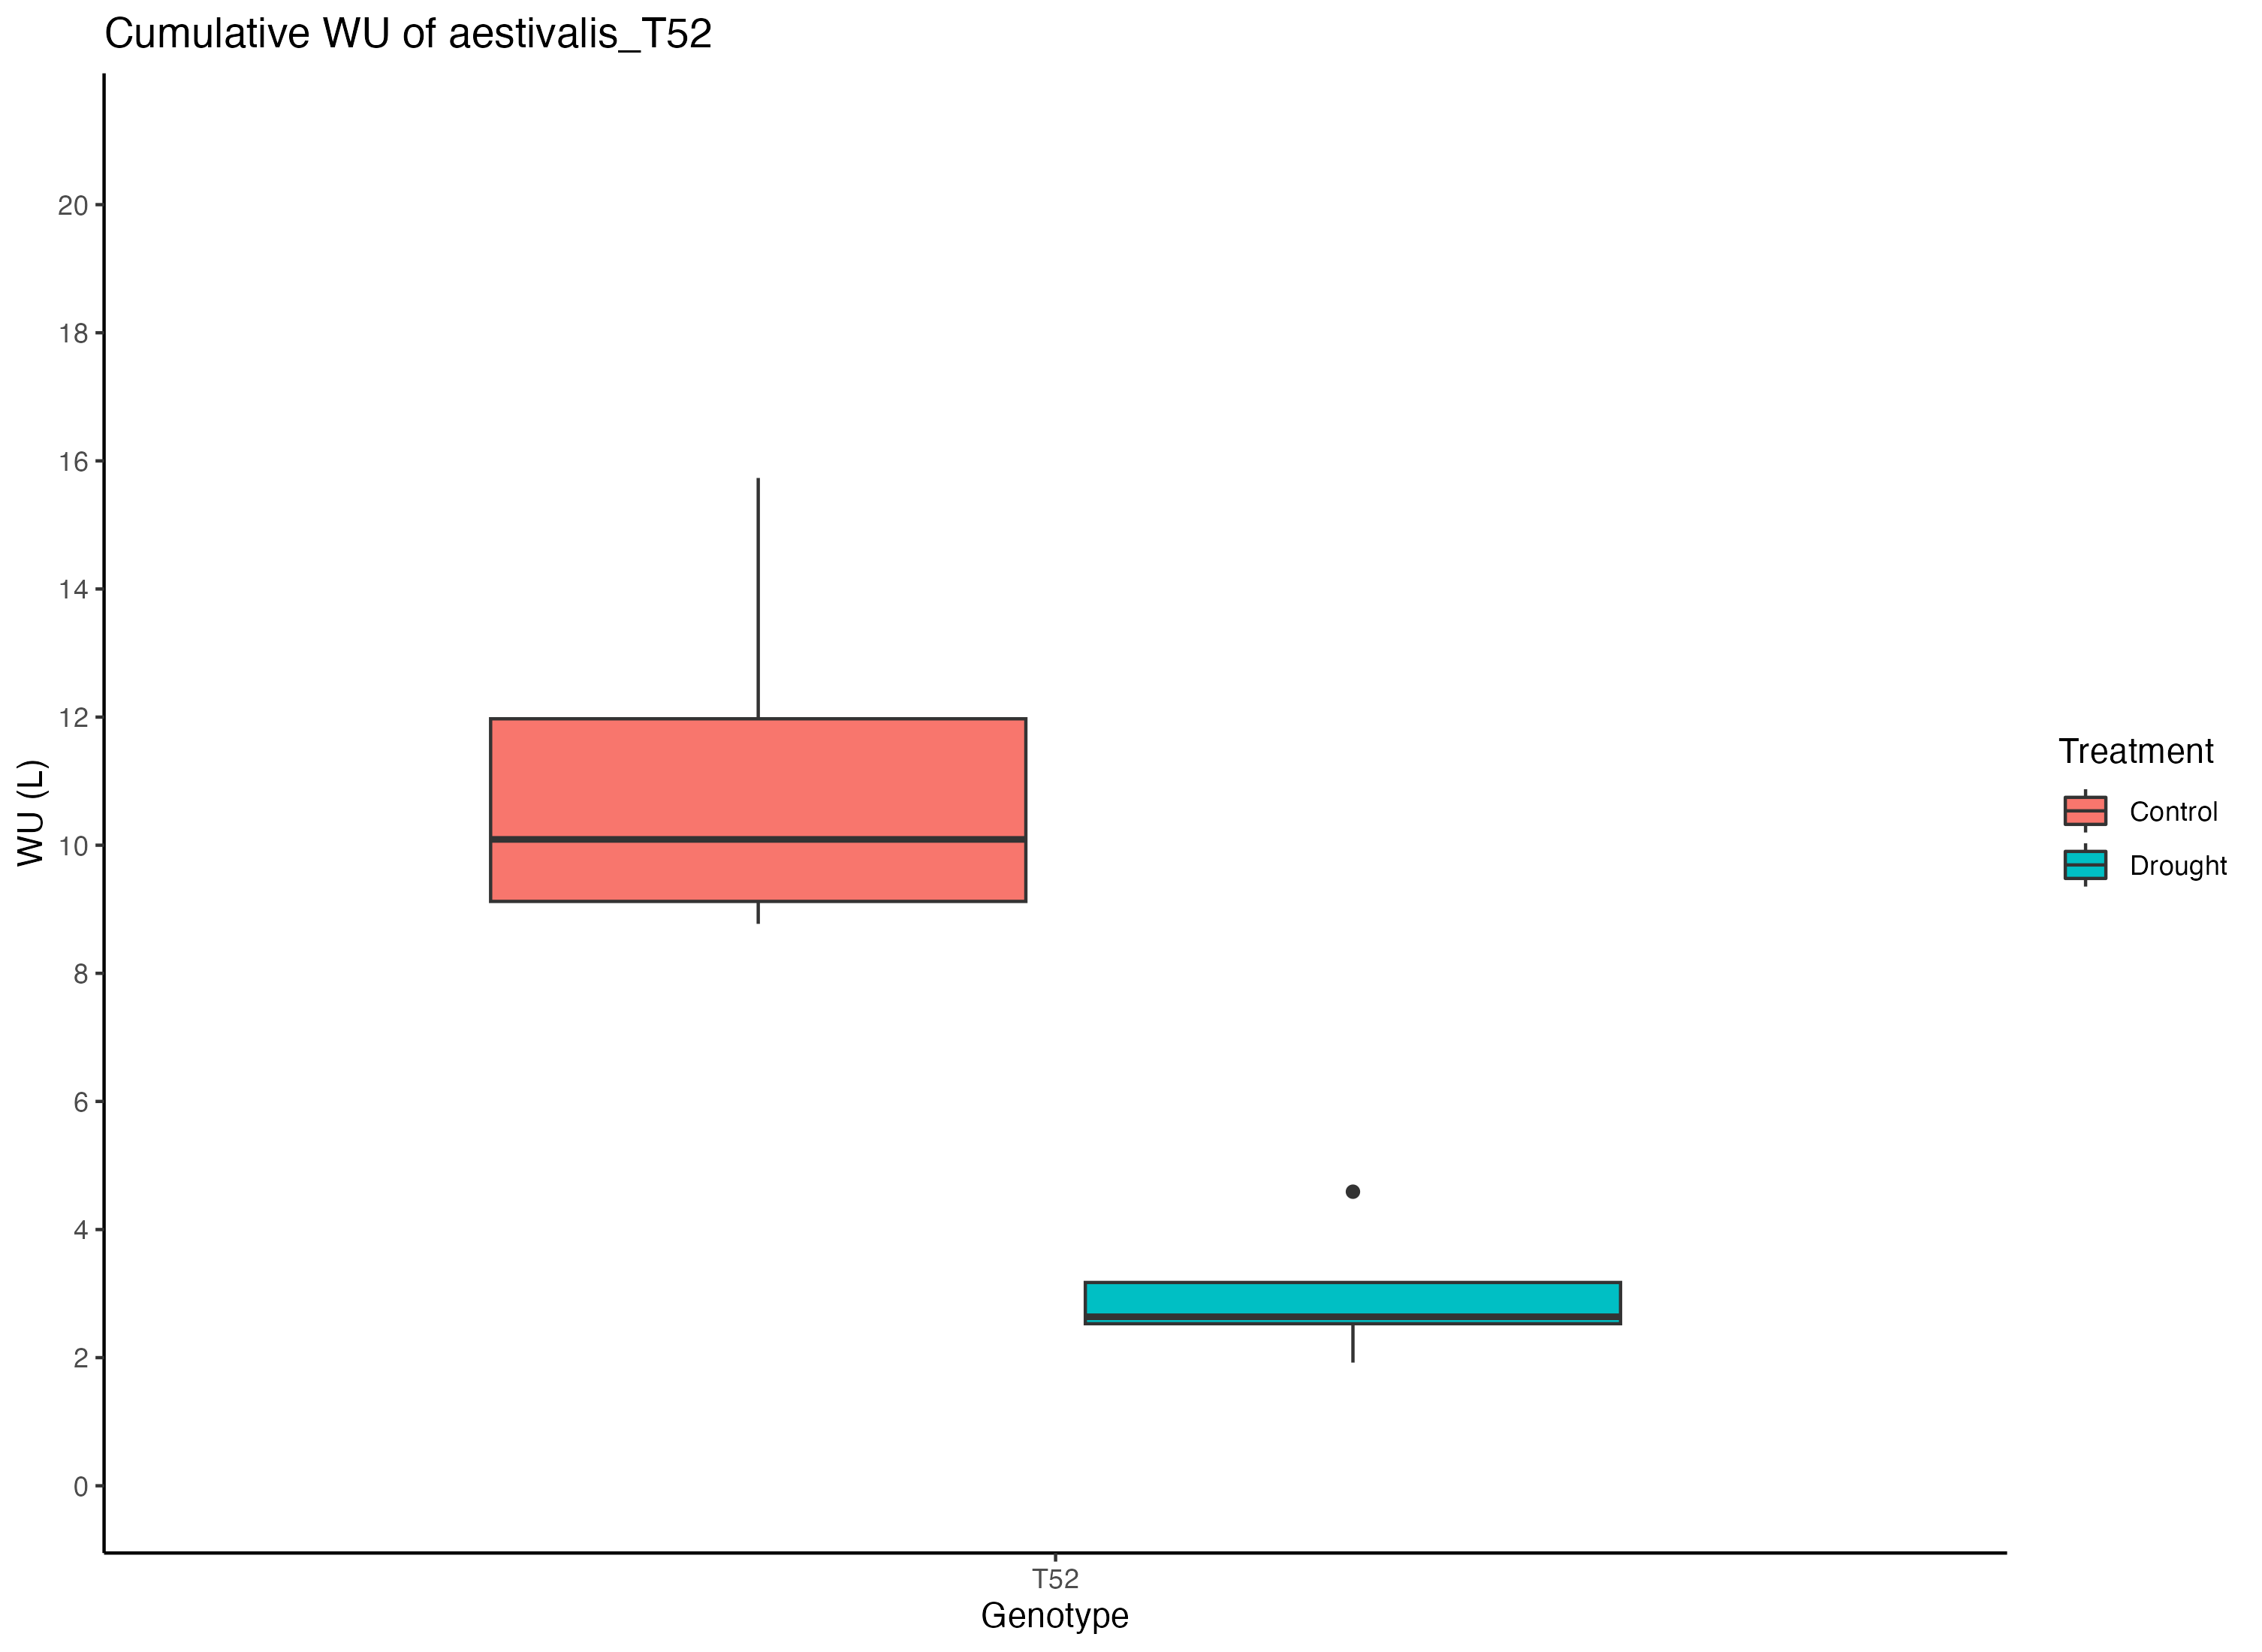 Cumulative WU of aestivalis_T52
20
18
16
14
12
10
8
6
4
2
0
WU (L)
T52
Genotype
Treatment
Control
Drought